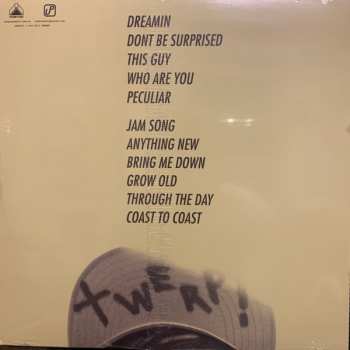 DREAMIN
DONT BE SURPRISED
THIS GUY
WHO ARE YOU
PECULIAR
JAM SONG
ANYTHING NEW
BRING ME DOWN
GROW OLD
THROUGH THE DAY
COAST TO COAST
TWERP!